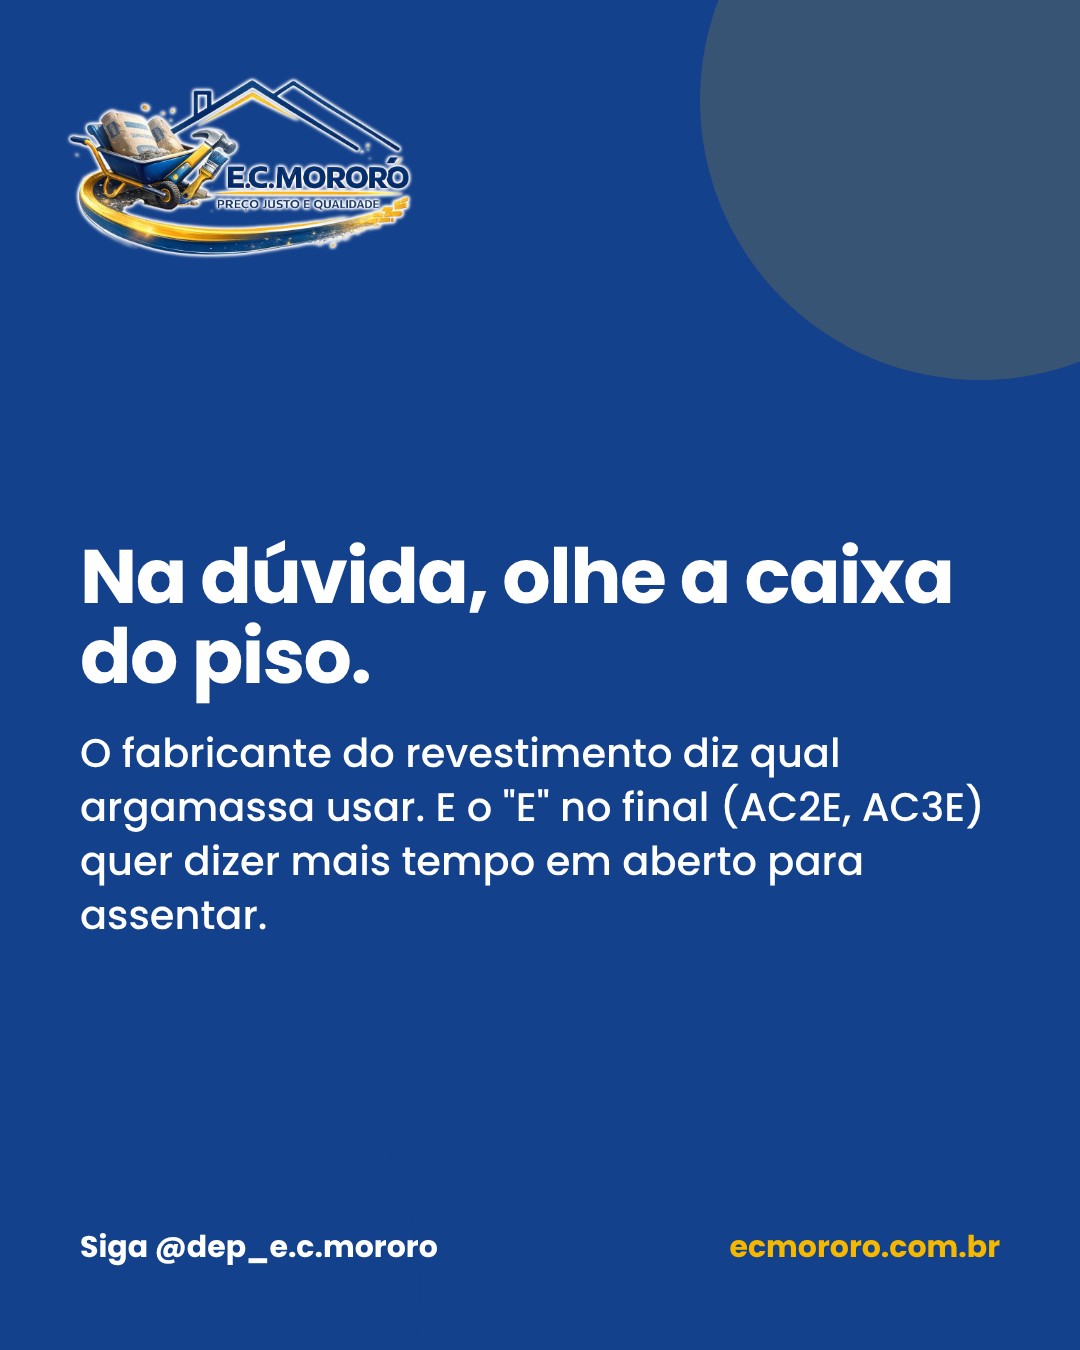 E.C.MORORÓ
PREÇO JUSTO E QUALIDADE
Na dúvida, olhe a caixa
do piso.
O fabricante do revestimento diz qual
argamassa usar. E o "E" no final (AC2E, AC3E)
quer dizer mais tempo em aberto para
assentar.
Siga @dep_e.c.mororo
ecmororo.com.br